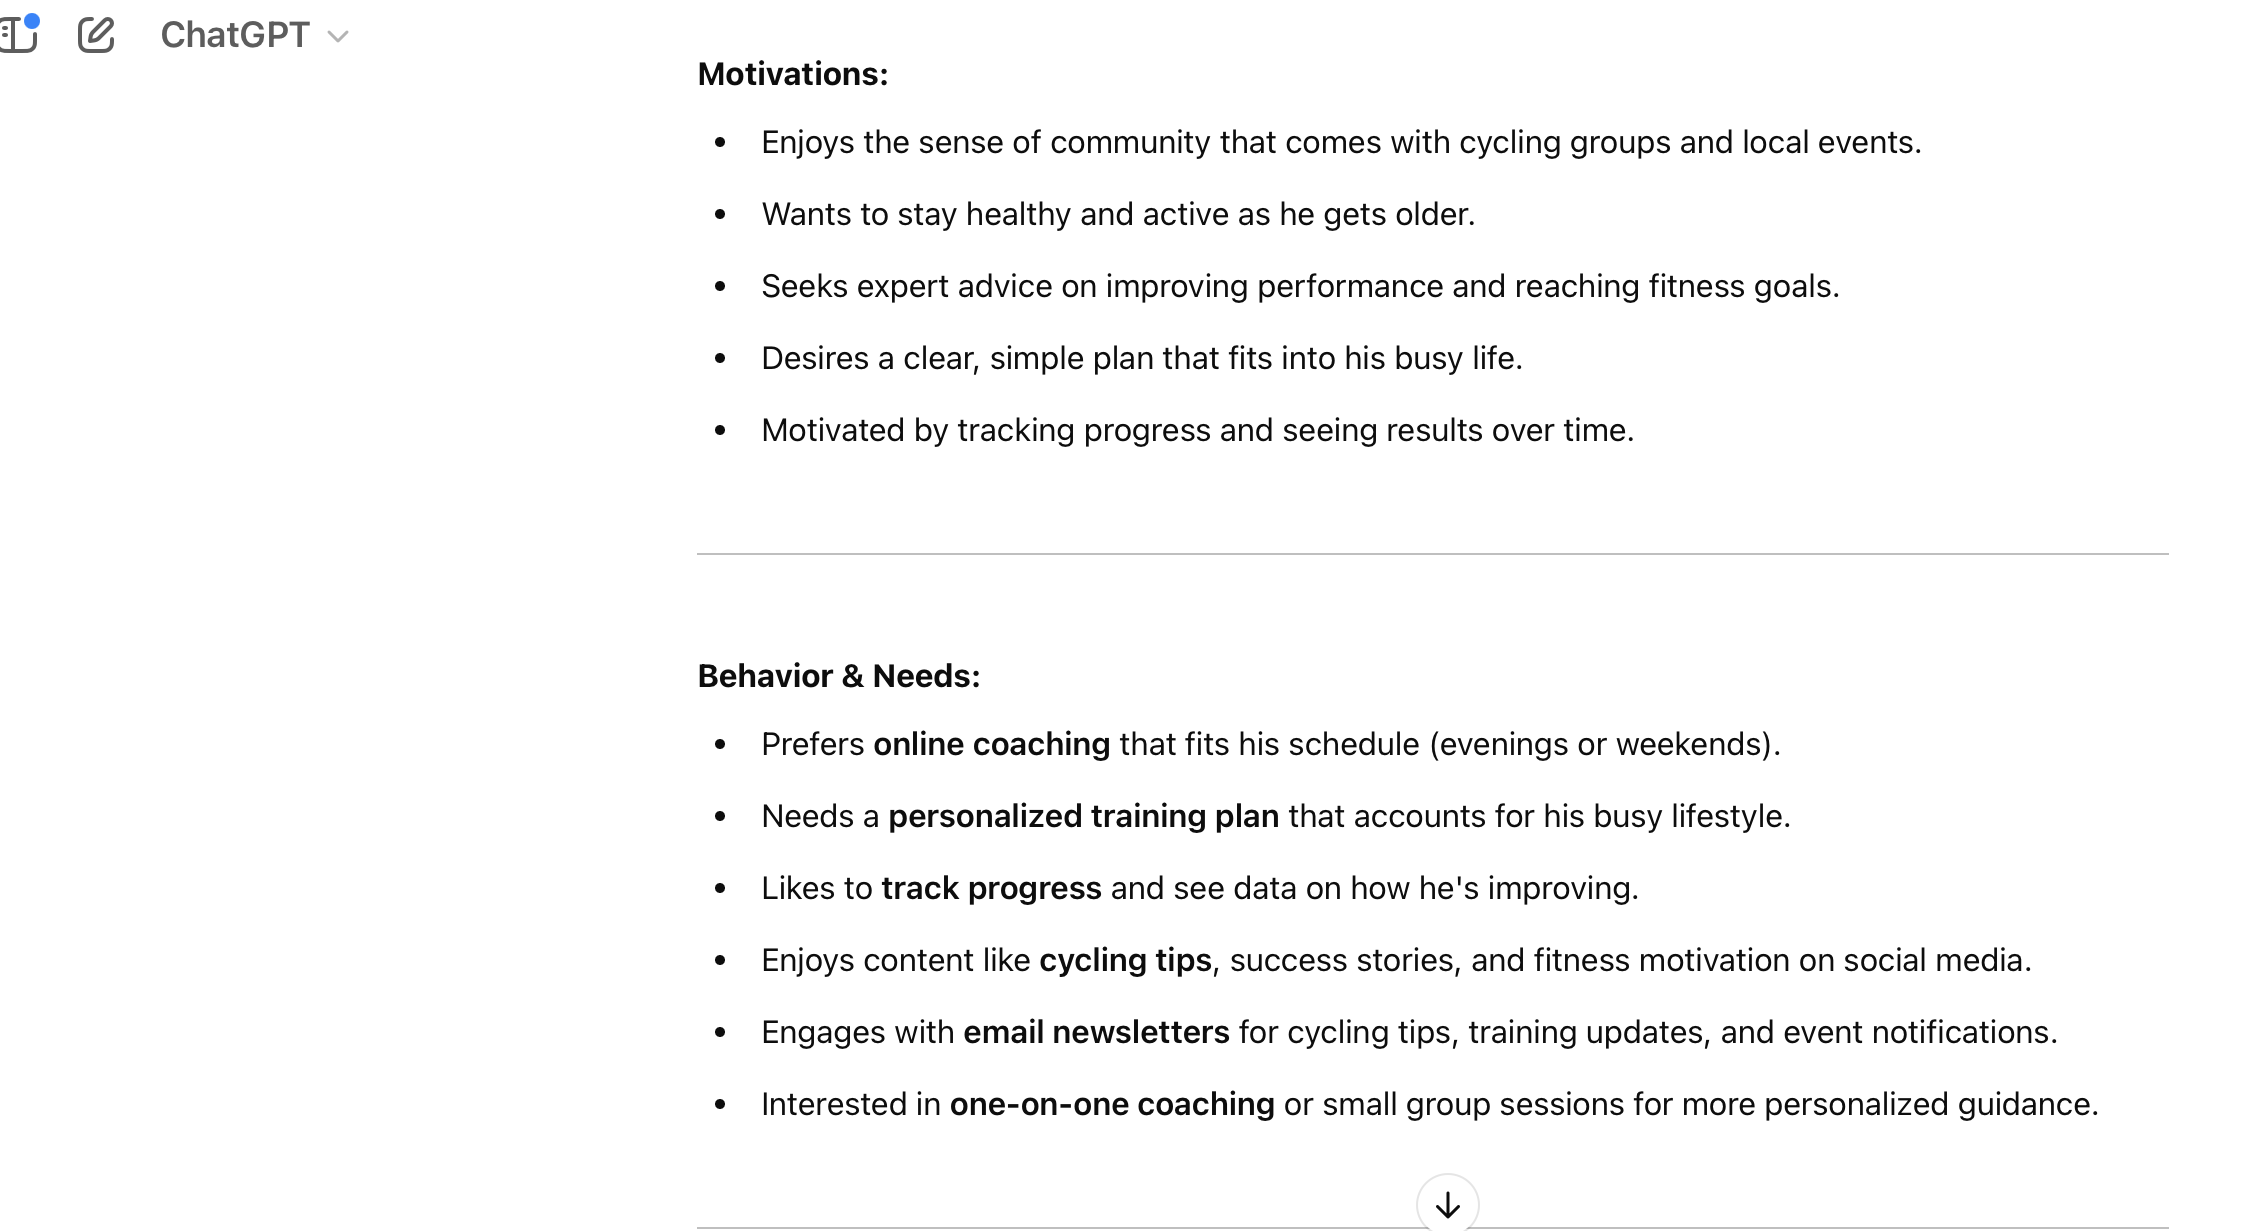 ChatGPT
Motivations:
• Enjoys the sense of community that comes with cycling groups and local events.
• Wants to stay healthy and active as he gets older.
• Seeks expert advice on improving performance and reaching fitness goals.
• Desires a clear, simple plan that fits into his busy life.
• Motivated by tracking progress and seeing results over time.
Behavior & Needs:
• Prefers online coaching that fits his schedule (evenings or weekends).
• Needs a personalized training plan that accounts for his busy lifestyle.
• Likes to track progress and see data on how he's improving.
• Enjoys content like cycling tips, success stories, and fitness motivation on social media.
• Engages with email newsletters for cycling tips, training updates, and event notifications.
• Interested in one-on-one coaching or small group sessions for more personalized guidance.